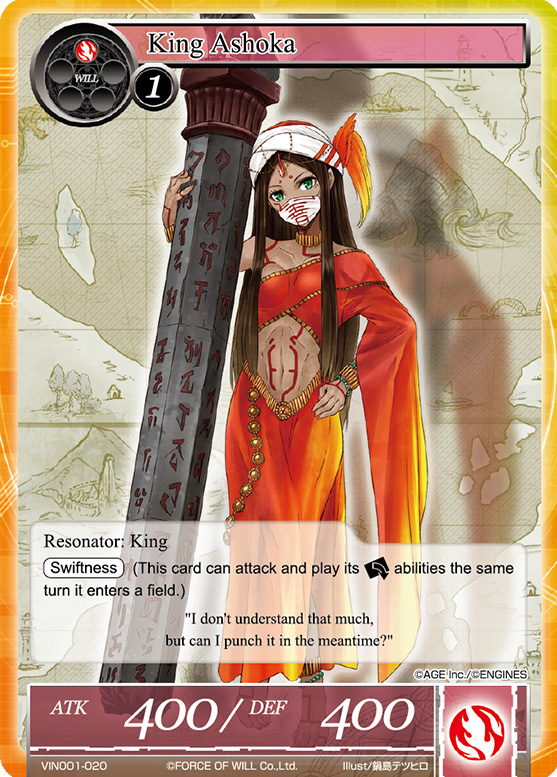 King Ashoka
WILL
1
Resonator: King
Swiftness (This card can attack and play its abilities the same
turn it enters a field.)
"I don't understand that much,
but can I punch it in the meantime?"
©AGE Inc./©ENGINES
ATK 400 / DEF 400
VIN001-020 ©FORCE OF WILL Co.,Ltd. Illust/鍋島テツヒロ